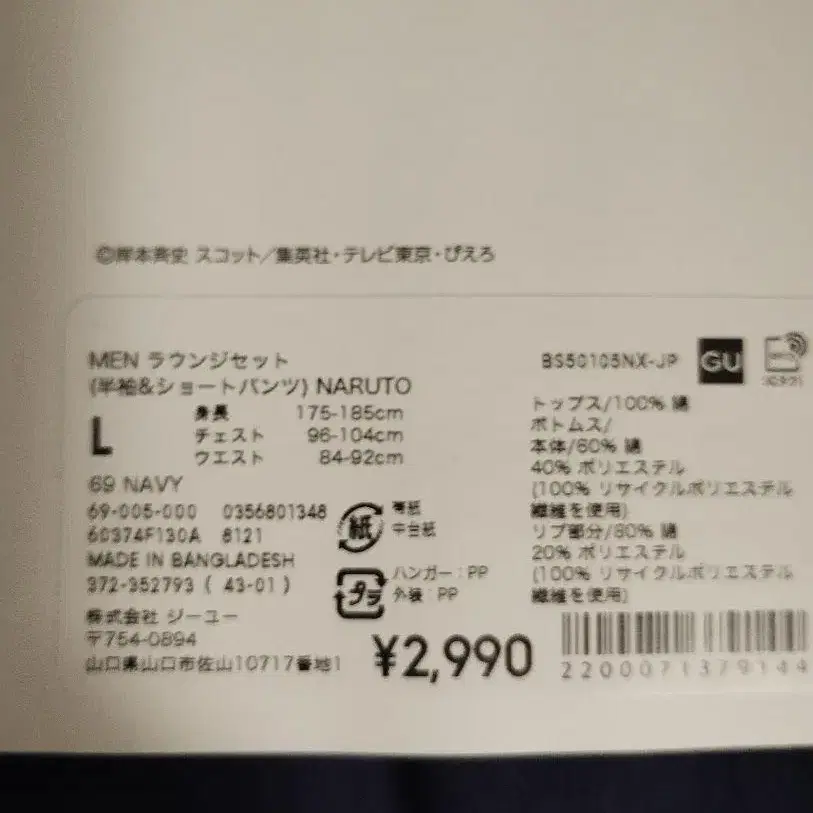 ©岸本斉史 スコット/集英社・テレビ東京・ぴえろ
MEN ラウンジセット
(半袖&ショートパンツ) NARUTO
L
身長 175-185cm
チェスト 96-104cm
ウエスト 84-92cm
69 NAVY
69-005-000 0356801348
60374F130A 8121
MADE IN BANGLADESH
372-352793 ( 43-01 )
株式会社 ジーユー
〒754-0894
山口県山口市佐山10717番地1
紙
中台紙
プラ
ハンガー:PP
外装:PP
¥2,990
BS50105NX-JP
GU
トップス/100% 綿
ボトムス/
本体/60% 綿
40% ポリエステル
(100% リサイクルポリエステル
繊維を使用)
リブ部分/80% 綿
20% ポリエステル
(100% リサイクルポリエステル
繊維を使用)
2200071379144